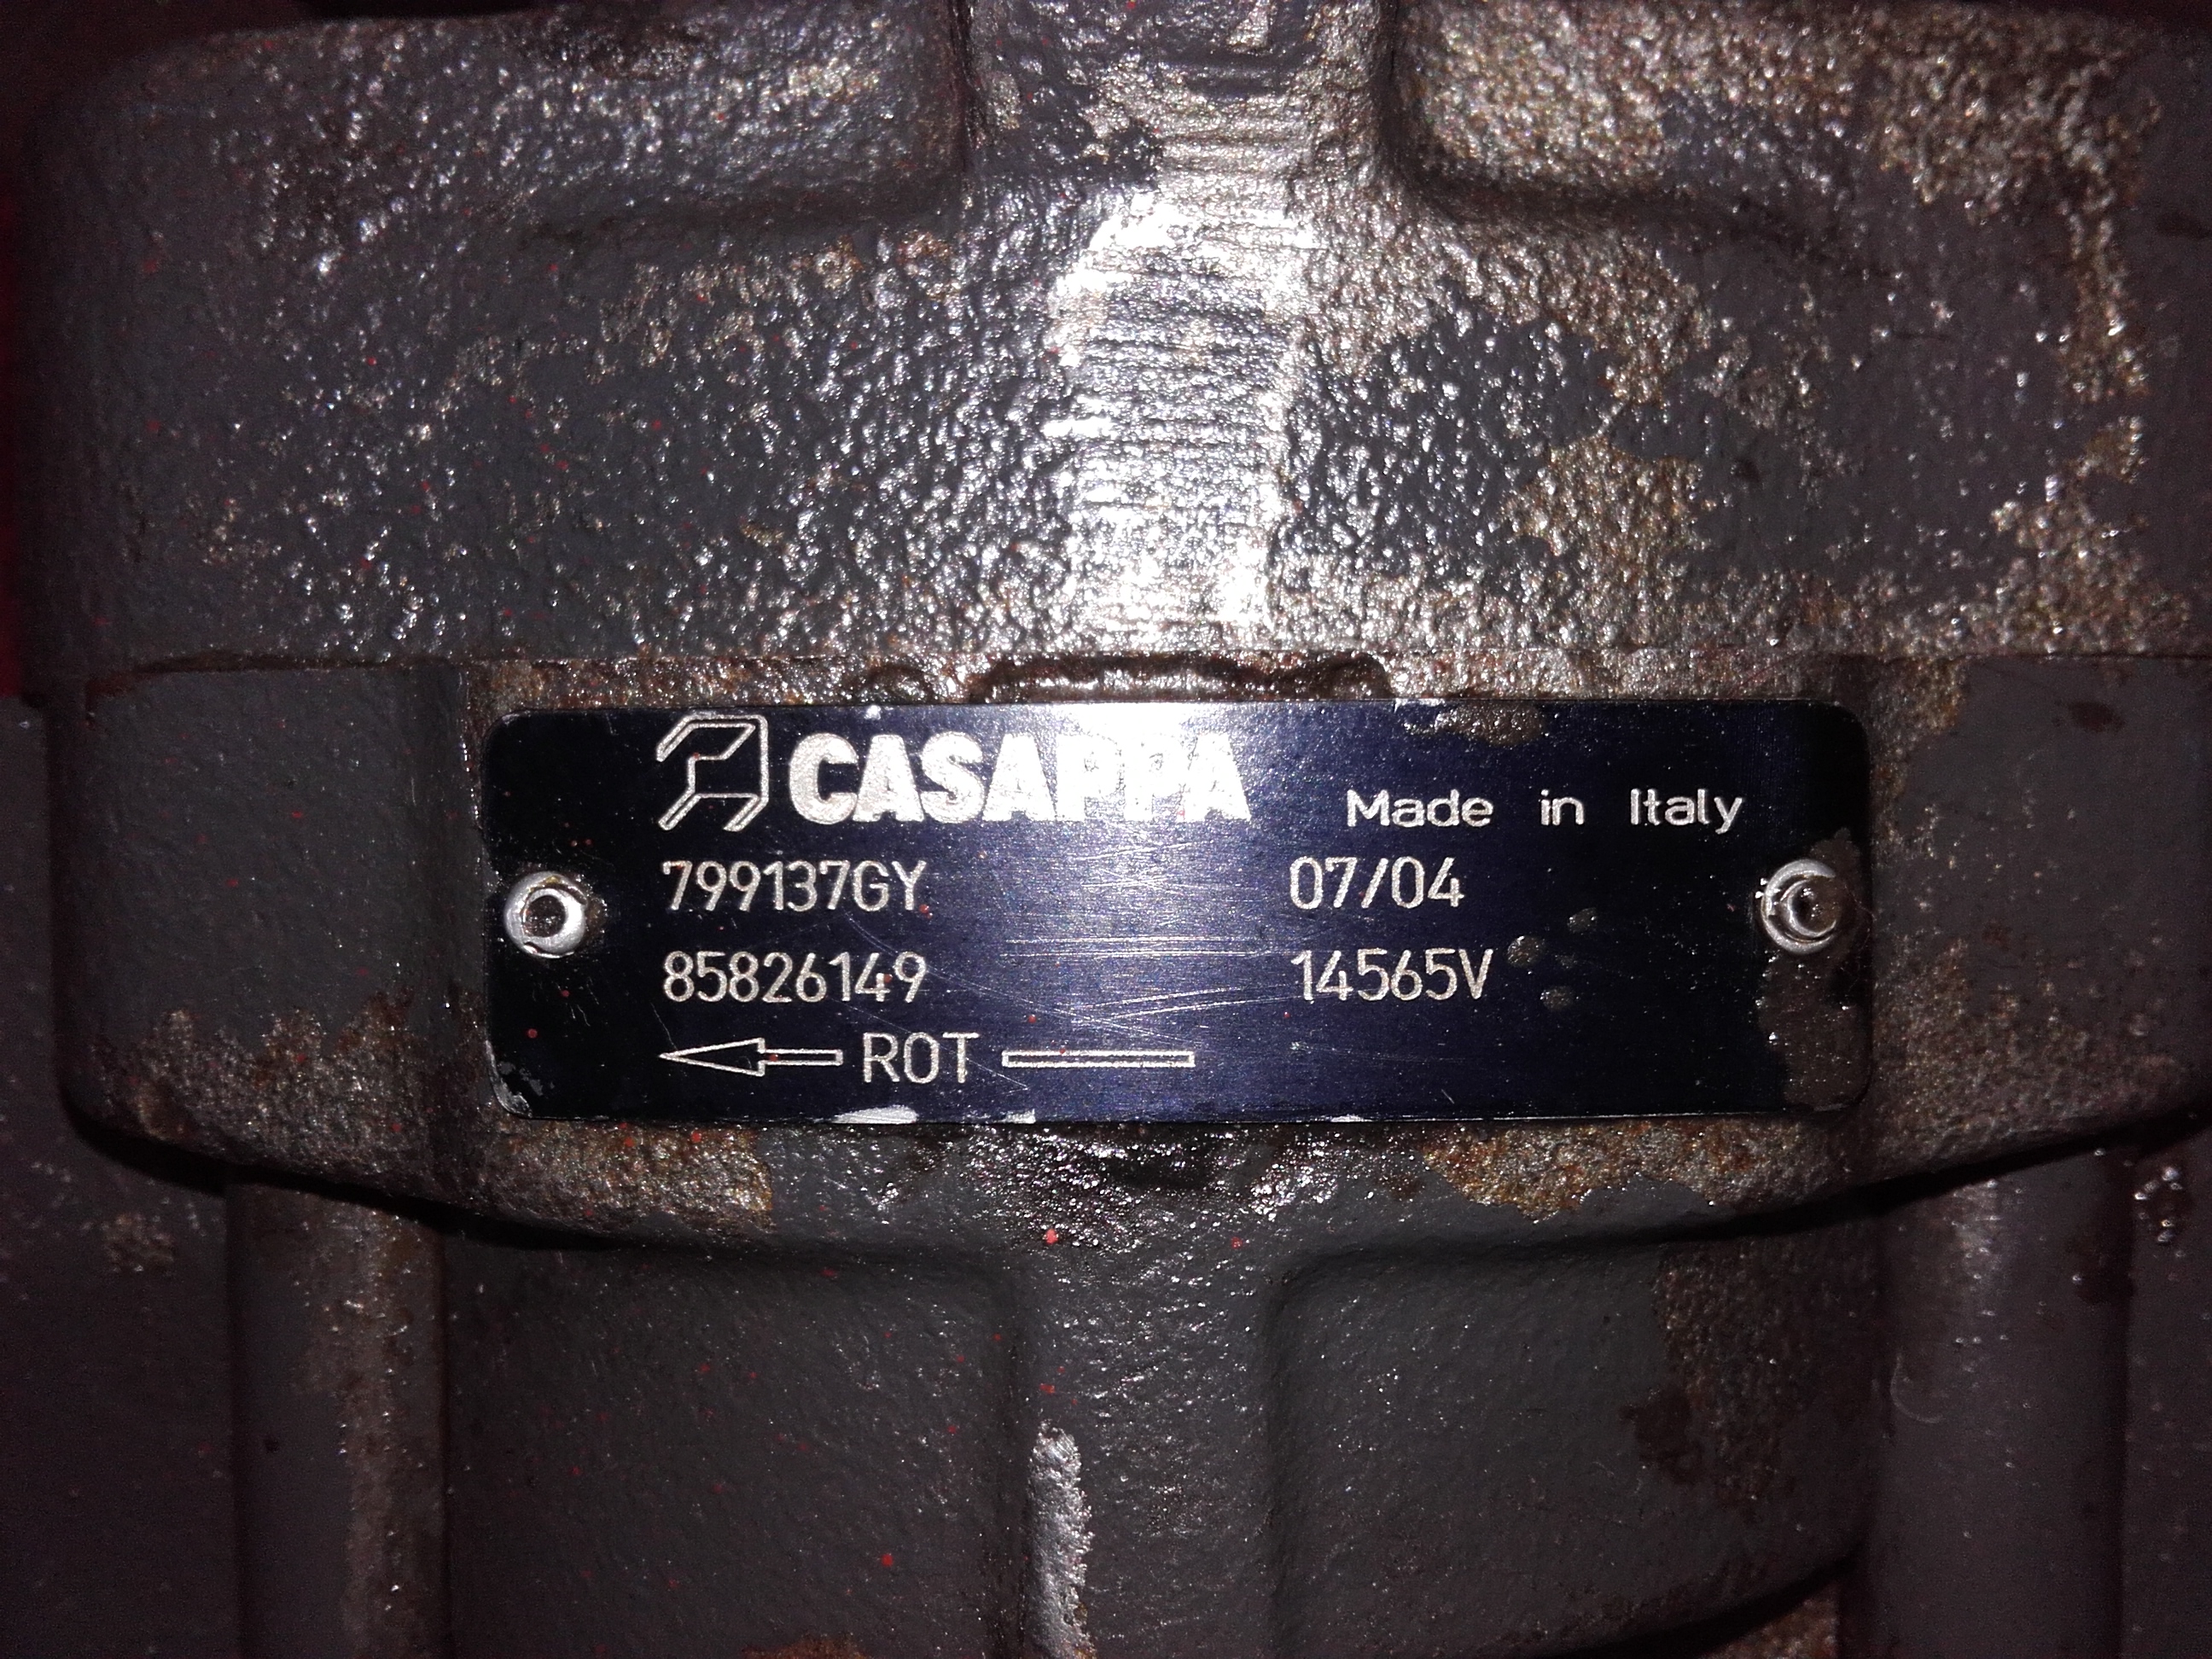 CASAPPA Made in Italy
799137GY 07/04
85826149 14565V
ROT